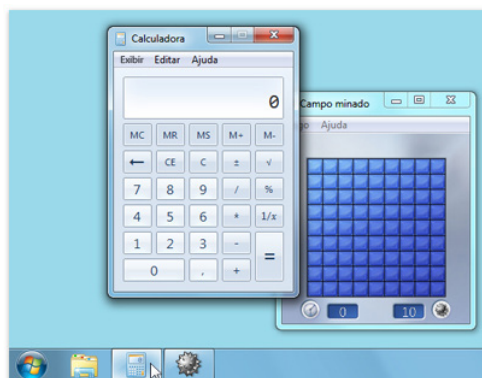 Calculadora
Exibir Editar Ajuda
0
MC MR MS M+ M-
← CE C ± √
7 8 9 / %
4 5 6 * 1/x
1 2 3 - =
0 , +
Campo minado
Ajuda
0 10